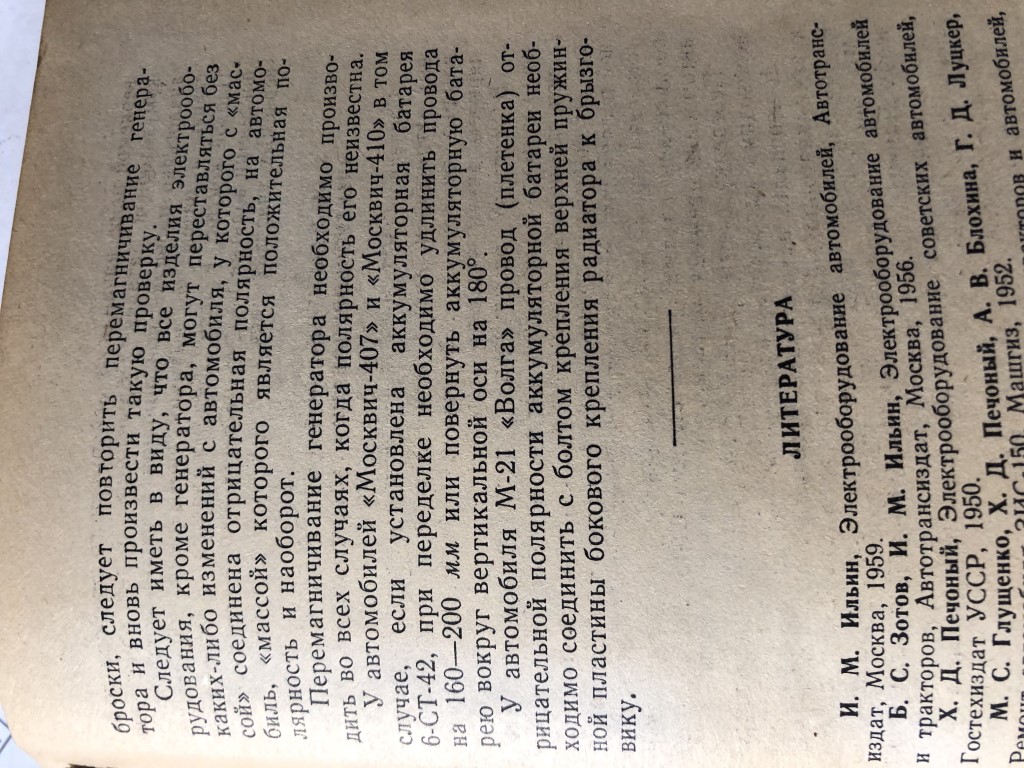 броски, следует повторить перемагничивание генера-
тора и вновь произвести такую проверку.
Следует иметь в виду, что все изделия электрообо-
рудования, кроме генератора, могут переставляться без
каких-либо изменений с автомобиля, у которого с «мас-
сой» соединена отрицательная полярность, на автомо-
биль, «массой» которого является положительная по-
лярность и наоборот.
Перемагничивание генератора необходимо произво-
дить во всех случаях, когда полярность его неизвестна.
У автомобилей «Москвич-407» и «Москвич-410» в том
случае, если установлена аккумуляторная батарея
6-СТ-42, при переделке необходимо удлинить провода
на 160—200 мм или повернуть аккумуляторную бата-
рею вокруг вертикальной оси на 180°.
У автомобиля М-21 «Волга» провод (плетенка) от-
рицательной полярности аккумуляторной батареи необ-
ходимо соединить с болтом крепления верхней пружин-
ной пластины бокового крепления радиатора к брызго-
вику.
ЛИТЕРАТУРА
И. М. Ильин, Электрооборудование автомобилей, Автотранс-
издат, Москва, 1959.
Б. С. Зотов, И. М. Ильин, Электрооборудование автомобилей
и тракторов, Автотрансиздат, Москва, 1956.
Х. Д. Печоный, Электрооборудование советских автомобилей,
Гостехиздат УССР, 1950.
М. С. Глущенко, Х. Д. Печоный, А. В. Блохина, Г. Д. Луцкер,
ЗИС-150, Машгиз, 1952.
и автомобилей,